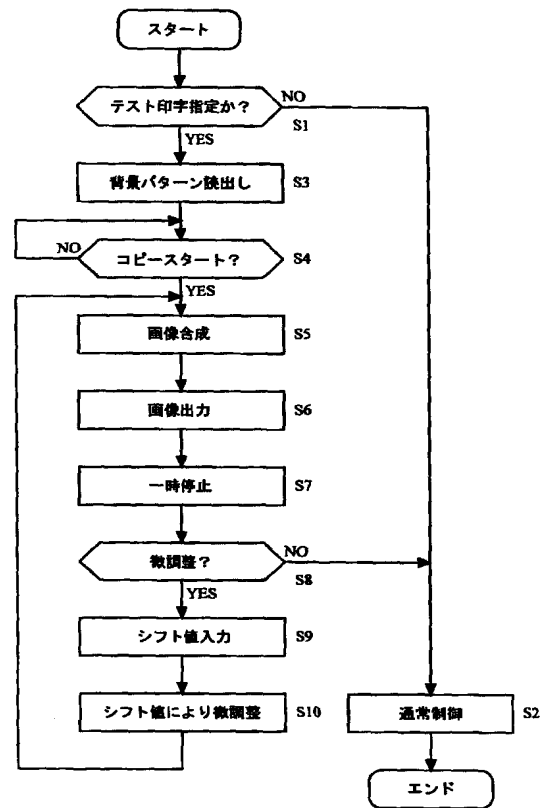 スタート
テスト印字指定か?
NO
S1
YES
背景パターン読出し
S3
NO
コピースタート?
S4
YES
画像合成
S5
画像出力
S6
一時停止
S7
微調整?
NO
S8
YES
シフト値入力
S9
シフト値により微調整
S10
通常制御
S2
エンド